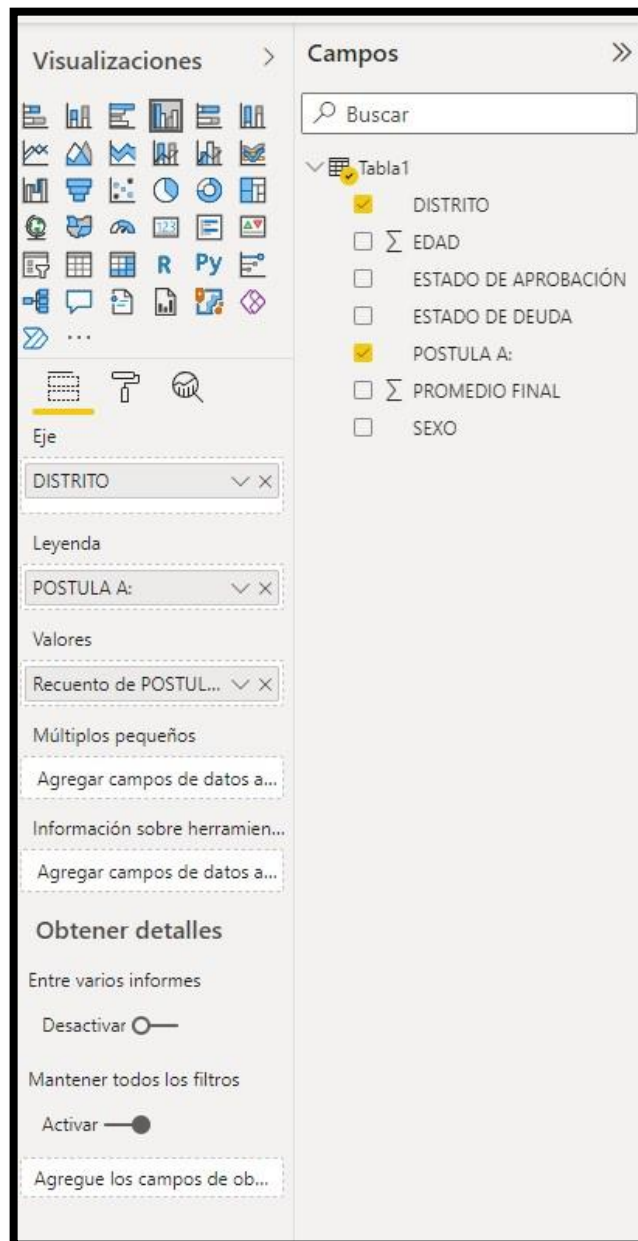 Visualizaciones
123
R
Py
Eje
DISTRITO
Leyenda
POSTULA A:
Valores
Recuento de POSTUL...
Múltiplos pequeños
Agregar campos de datos a...
Información sobre herramien...
Agregar campos de datos a...
Obtener detalles
Entre varios informes
Desactivar
Mantener todos los filtros
Activar
Agregue los campos de ob...
Campos
Buscar
Tabla1
DISTRITO
∑ EDAD
ESTADO DE APROBACIÓN
ESTADO DE DEUDA
POSTULA A:
∑ PROMEDIO FINAL
SEXO